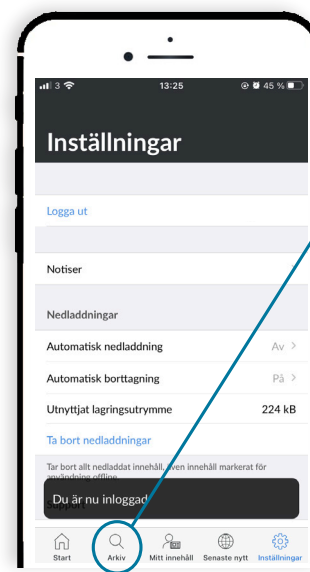 3 13:25 45 %
Inställningar
Logga ut
Notiser
Nedladdningar
Automatisk nedladdning Av >
Automatisk borttagning På >
Utnyttjat lagringsutrymme 224 kB
Ta bort nedladdningar
Tar bort allt nedladdat innehåll, även innehåll markerat för
användning offline.
Du är nu inloggad
Support
Start Arkiv Mitt innehåll Senaste nytt Inställningar